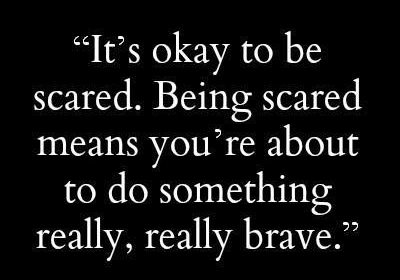 “It’s okay to be
scared. Being scared
means you’re about
to do something
really, really brave.”